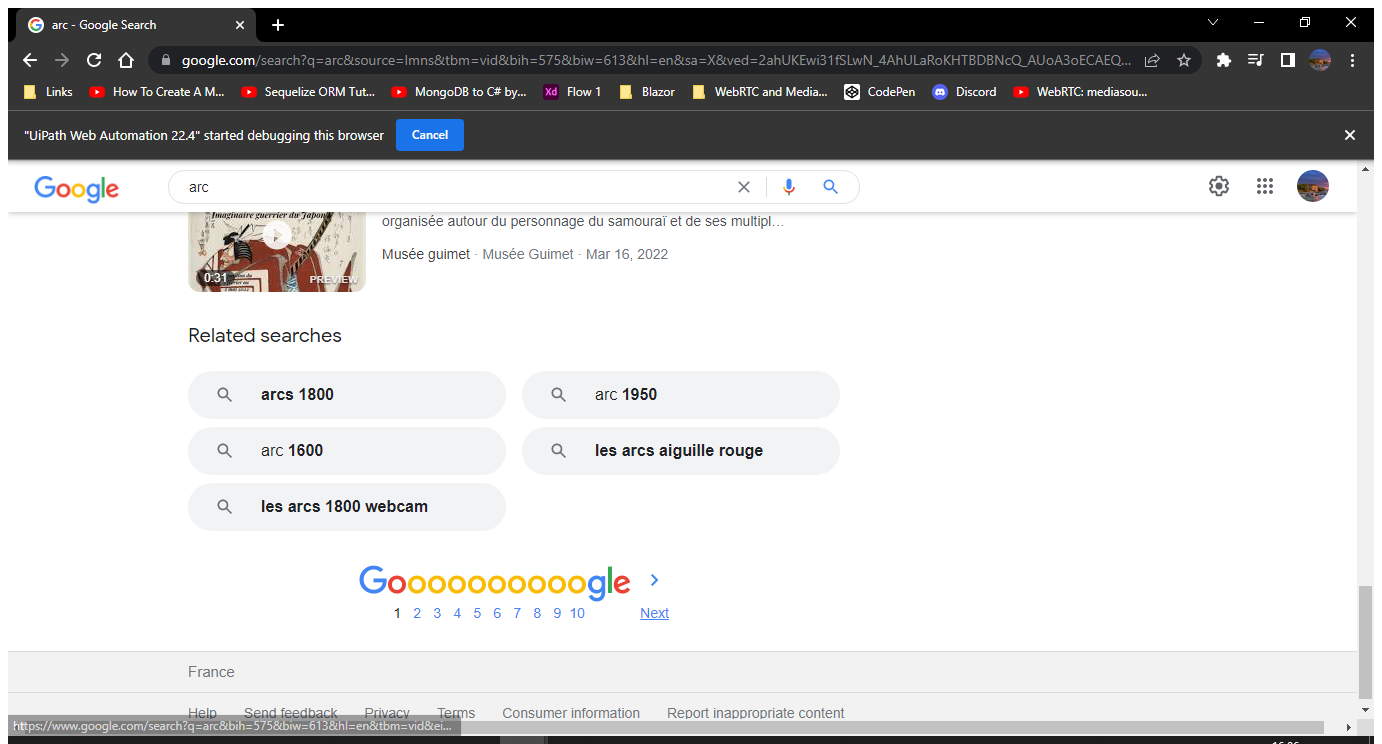 arc - Google Search
google.com/search?q=arc&source=lmns&tbm=vid&bih=575&biw=613&hl=en&sa=X&ved=2ahUKEwi31fSLwN_4AhULaRoKHTBDBNcQ_AUoA3oECAEQ...
Links How To Create A M... Sequelize ORM Tut... MongoDB to C# by... Xd Flow 1 Blazor WebRTC and Media... CodePen Discord WebRTC: mediasou...
"UiPath Web Automation 22.4" started debugging this browser Cancel
Google arc
Imaginaire guerrier du Japon
organisée autour du personnage du samouraï et de ses multipl...
Musée guimet · Musée Guimet · Mar 16, 2022
0:31 PREVIEW
Related searches
arcs 1800 arc 1950
arc 1600 les arcs aiguille rouge
les arcs 1800 webcam
Goooooooooogle
1 2 3 4 5 6 7 8 9 10 Next
France
Help Send feedback Privacy Terms Consumer information Report inappropriate content
https://www.google.com/search?q=arc&bih=575&biw=613&hl=en&tbm=vid&ei...